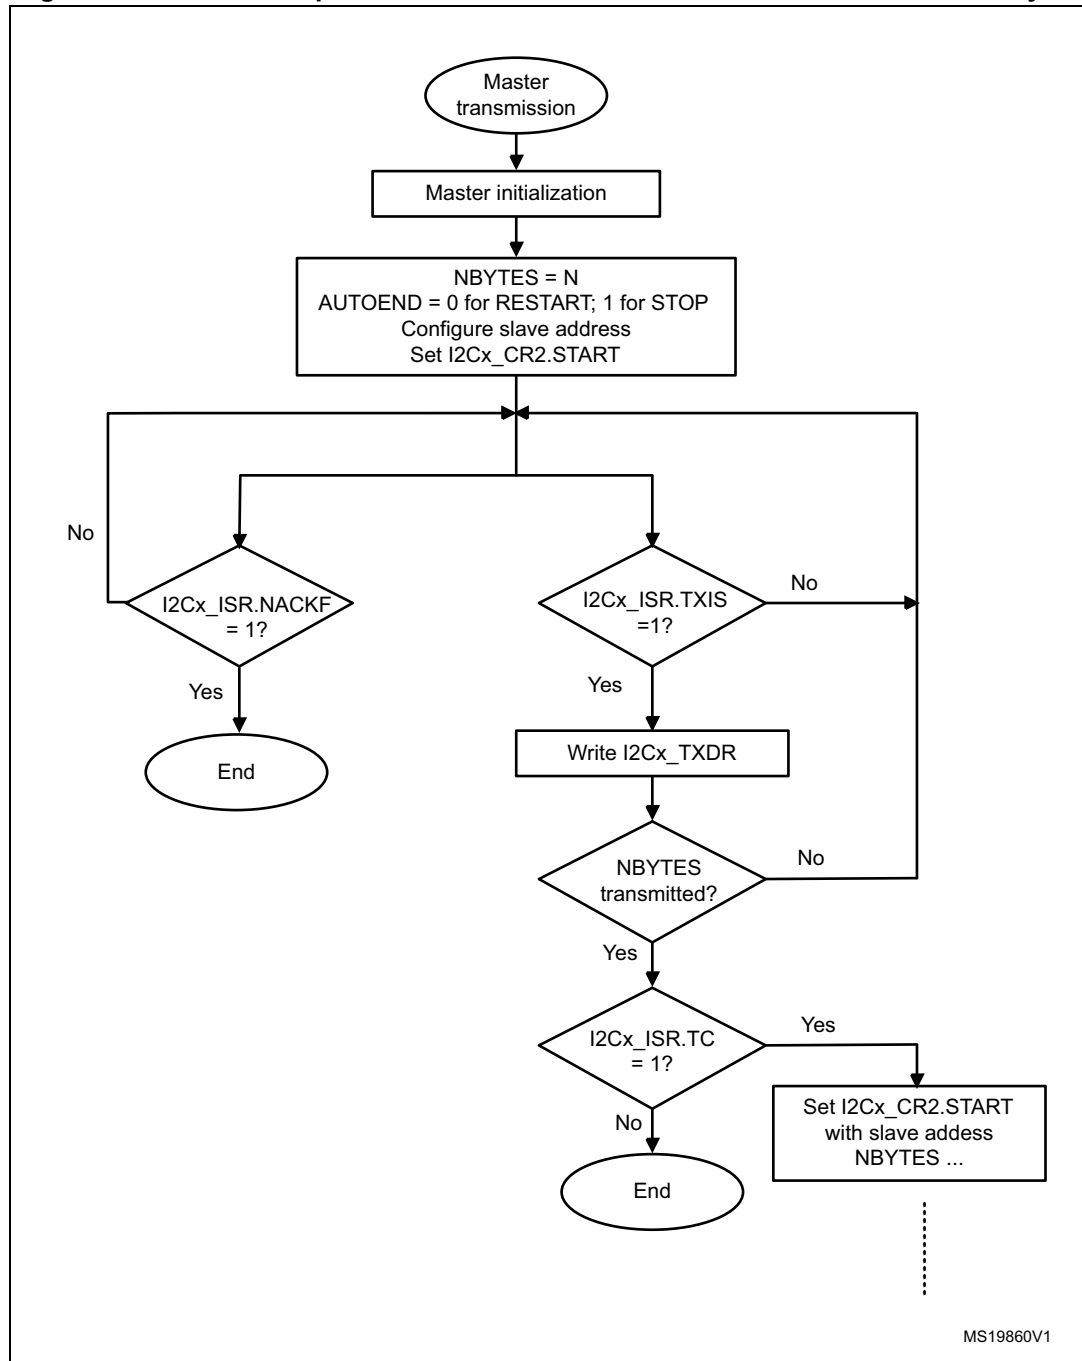 Master
transmission
Master initialization
NBYTES = N
AUTOEND = 0 for RESTART; 1 for STOP
Configure slave address
Set I2Cx_CR2.START
No
I2Cx_ISR.NACKF
= 1?
Yes
End
I2Cx_ISR.TXIS
=1?
No
Yes
Write I2Cx_TXDR
NBYTES
transmitted?
No
Yes
I2Cx_ISR.TC
= 1?
Yes
No
End
Set I2Cx_CR2.START
with slave addess
NBYTES ...
MS19860V1